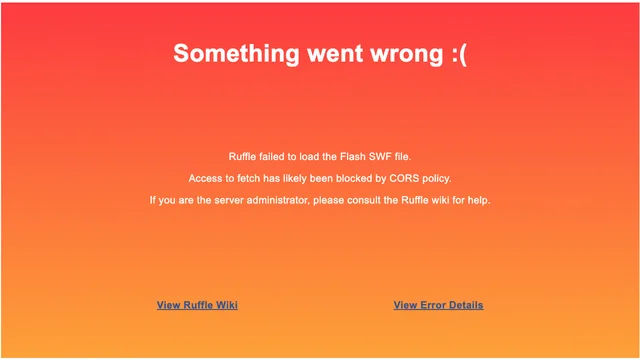 Something went wrong :(
Ruffle failed to load the Flash SWF file.
Access to fetch has likely been blocked by CORS policy.
If you are the server administrator, please consult the Ruffle wiki for help.
View Ruffle Wiki
View Error Details